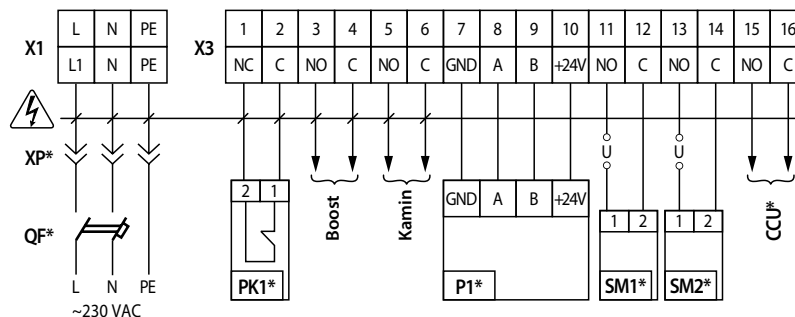 X1 L N PE
L1 N PE
X3 1 2 3 4 5 6 7 8 9 10 11 12 13 14 15 16
NC C NO C NO C GND A B +24V NO C NO C NO C
XP*
U U
2 1
Boost
Kamin
GND A B +24V
CCU*
1 2 1 2
QF*
PK1* P1* SM1* SM2*
L N PE
~230 VAC